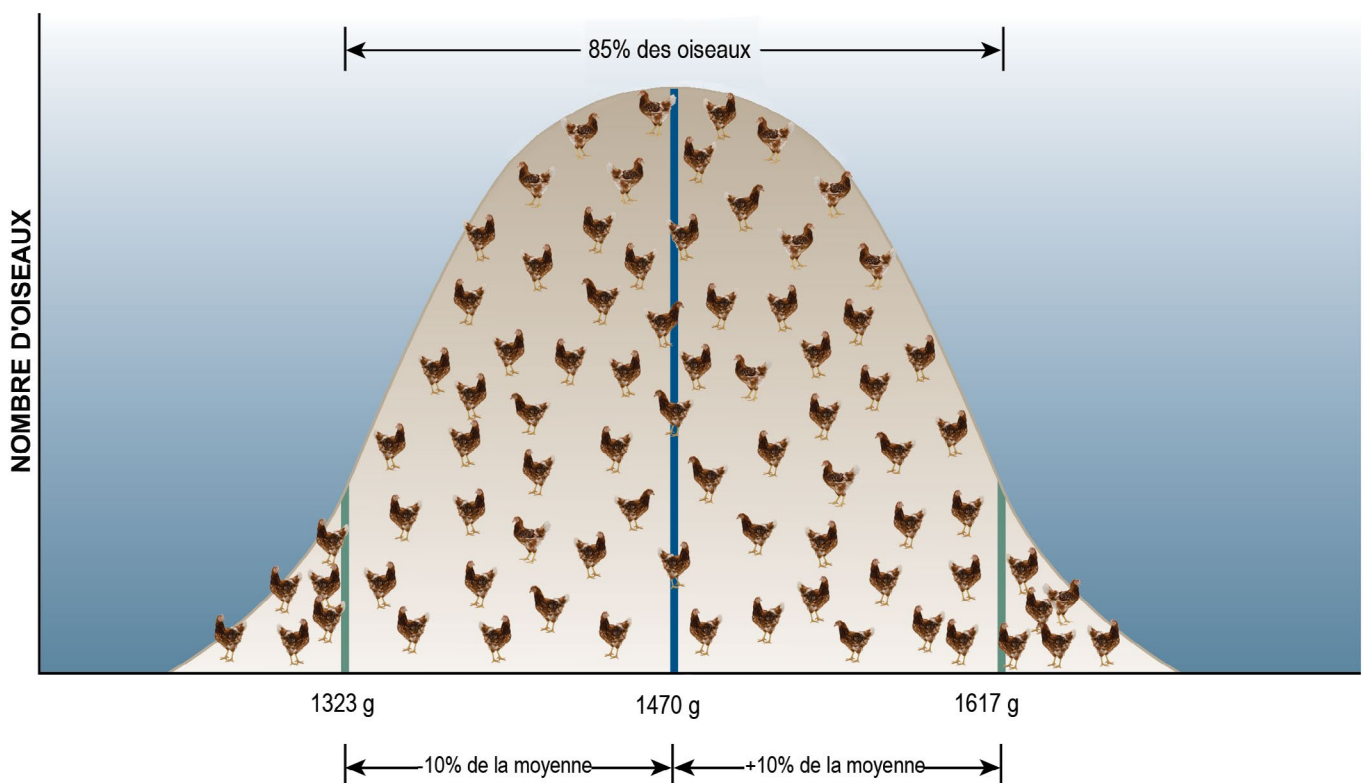 85% des oiseaux
NOMBRE D'OISEAUX
1323 g
1470 g
1617 g
-10% de la moyenne
+10% de la moyenne